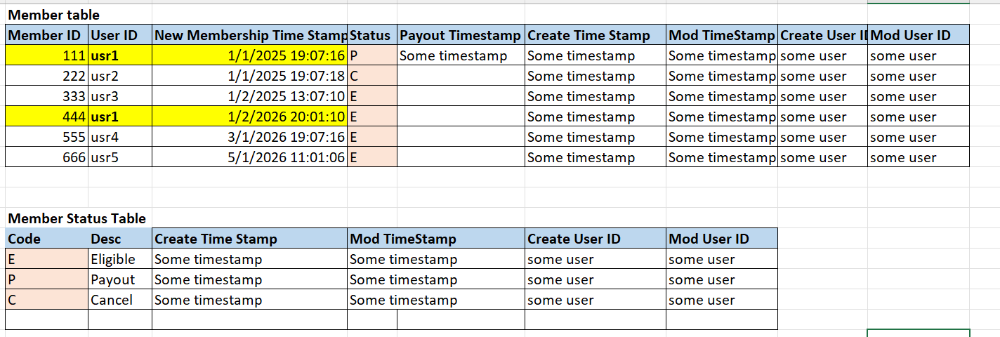 Member table
Member ID User ID New Membership Time Stamp Status Payout Timestamp Create Time Stamp Mod TimeStamp Create User ID Mod User ID
111 usr1 1/1/2025 19:07:16 P Some timestamp Some timestamp Some timestamp some user some user
222 usr2 1/1/2025 19:07:18 C Some timestamp Some timestamp some user some user
333 usr3 1/2/2025 13:07:10 E Some timestamp Some timestamp some user some user
444 usr1 1/2/2026 20:01:10 E Some timestamp Some timestamp some user some user
555 usr4 3/1/2026 19:07:16 E Some timestamp Some timestamp some user some user
666 usr5 5/1/2026 11:01:06 E Some timestamp Some timestamp some user some user
Member Status Table
Code Desc Create Time Stamp Mod TimeStamp Create User ID Mod User ID
E Eligible Some timestamp Some timestamp some user some user
P Payout Some timestamp Some timestamp some user some user
C Cancel Some timestamp Some timestamp some user some user